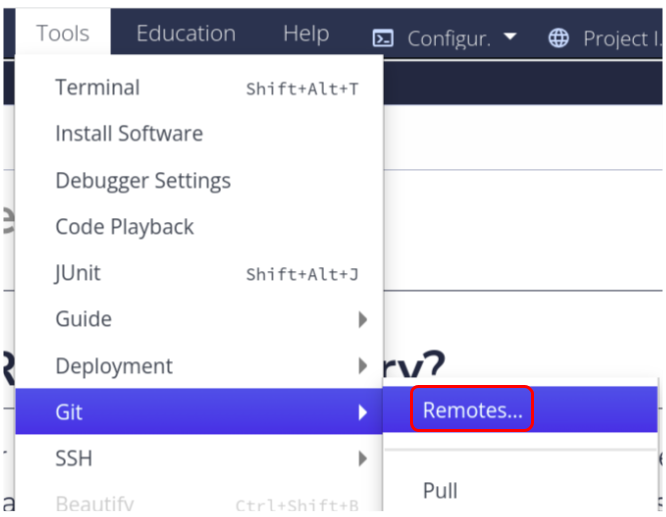 Tools Education Help Configur. Project I.
Terminal Shift+Alt+T
Install Software
Debugger Settings
Code Playback
JUnit Shift+Alt+J
Guide
Deployment
Git Remotes...
SSH
Pull
Beautify Ctrl+Shift+B